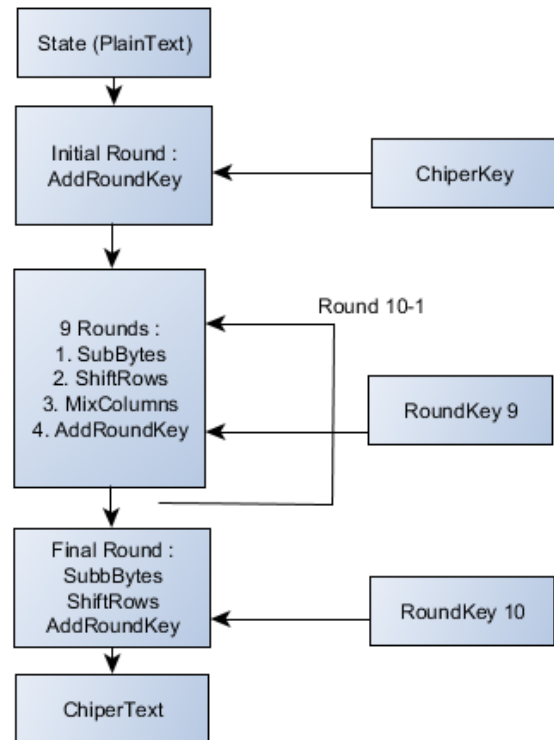 State (PlainText)
Initial Round :
AddRoundKey
ChiperKey
Round 10-1
9 Rounds :
1. SubBytes
2. ShiftRows
3. MixColumns
4. AddRoundKey
RoundKey 9
Final Round :
SubbBytes
ShiftRows
AddRoundKey
RoundKey 10
ChiperText